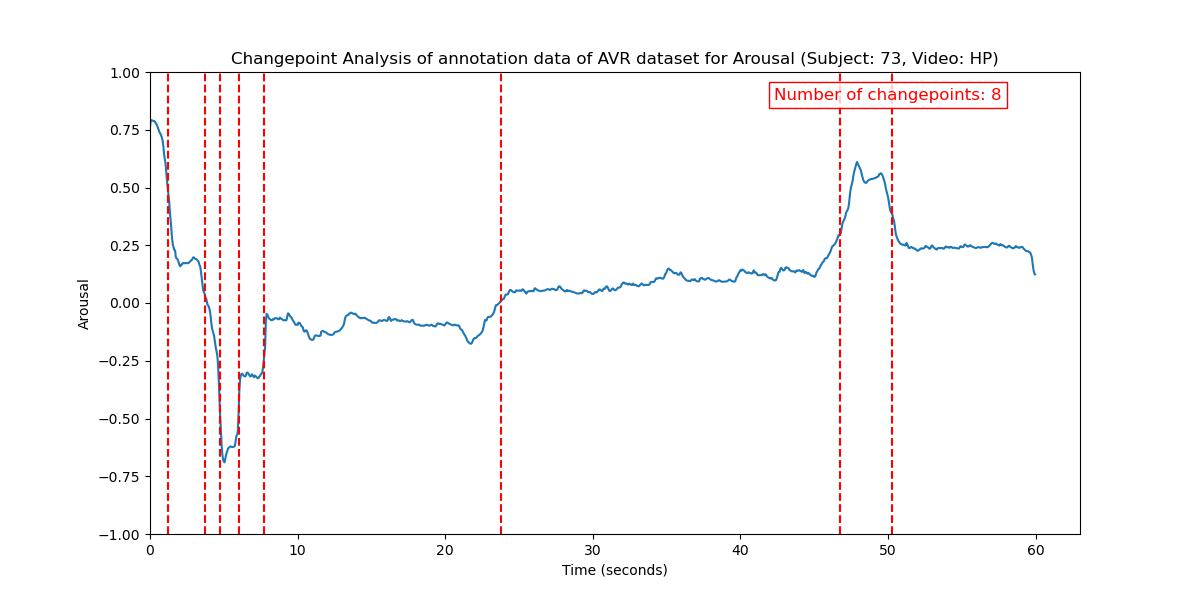 Changepoint Analysis of annotation data of AVR dataset for Arousal (Subject: 73, Video: HP)
1.00
Number of changepoints: 8
0.75
0.50
0.25
0.00
Arousal
−0.25
−0.50
−0.75
−1.00
0 10 20 30 40 50 60
Time (seconds)